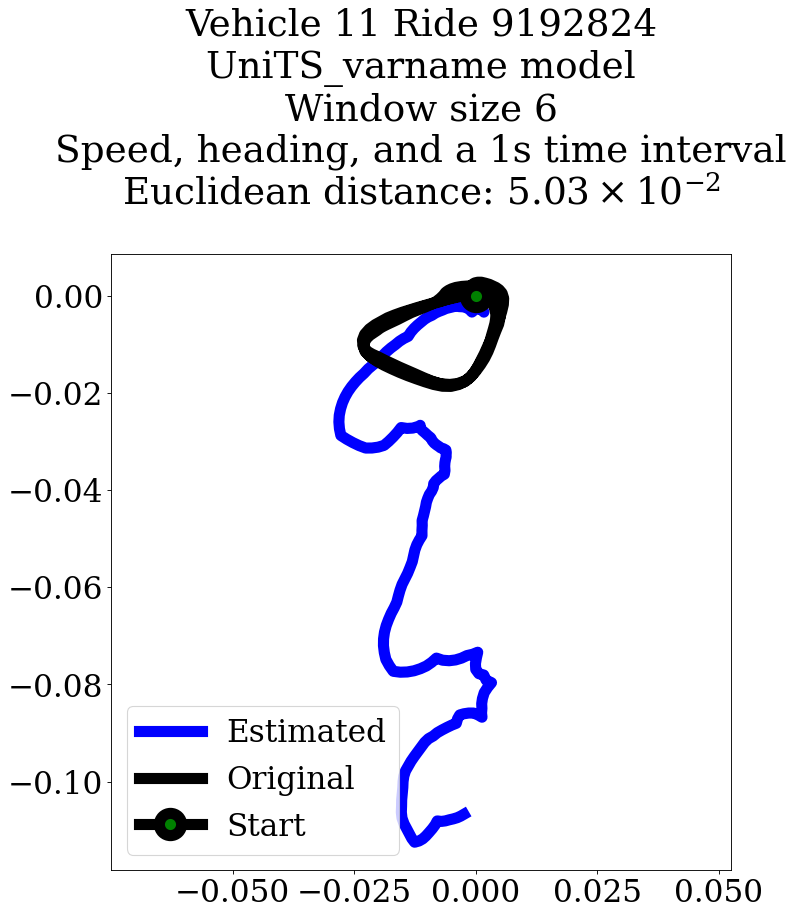 Vehicle 11 Ride 9192824
UniTS_varname model
Window size 6
Speed, heading, and a 1s time interval
Euclidean distance: 5.03 × 10⁻²
0.00
−0.02
−0.04
−0.06
−0.08
−0.10
Estimated
Original
Start
−0.050 −0.025 0.000 0.025 0.050